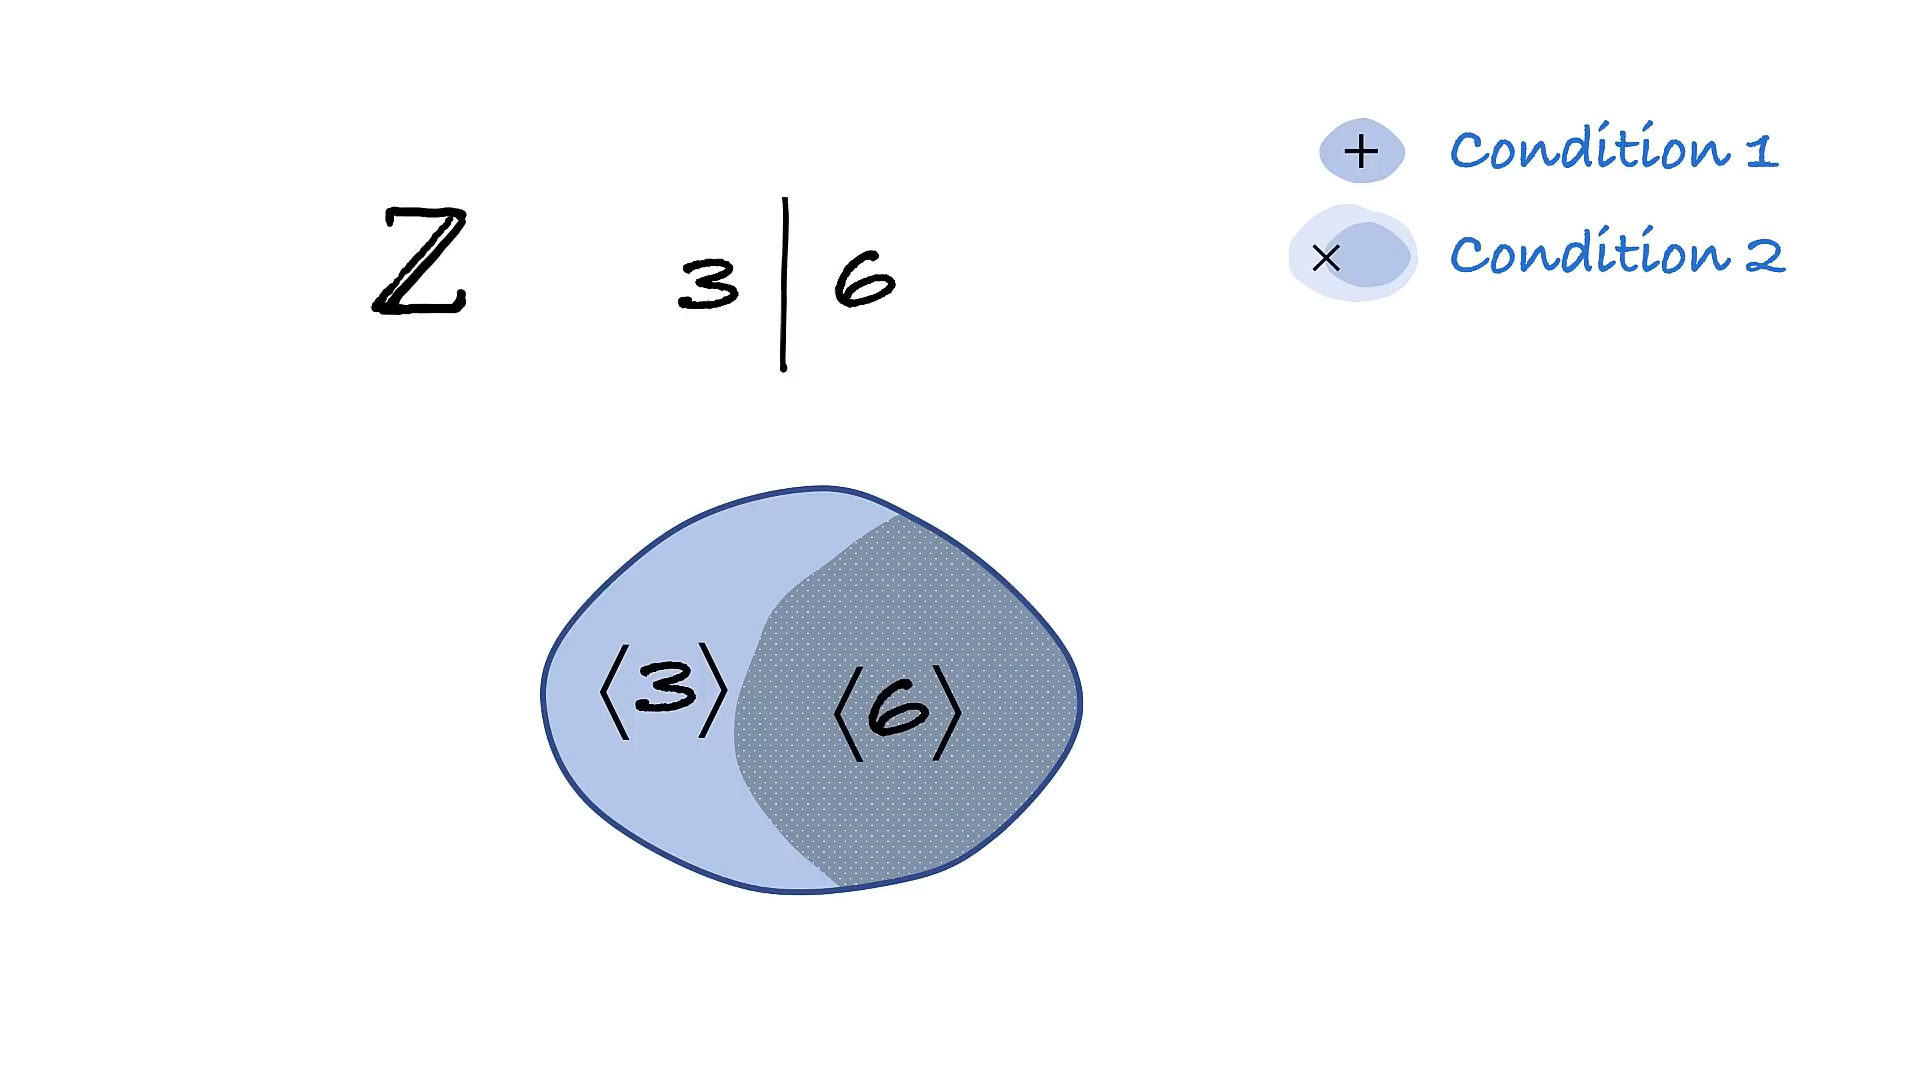 + Condition 1
× Condition 2
ℤ 3 | 6
⟨3⟩ ⟨6⟩